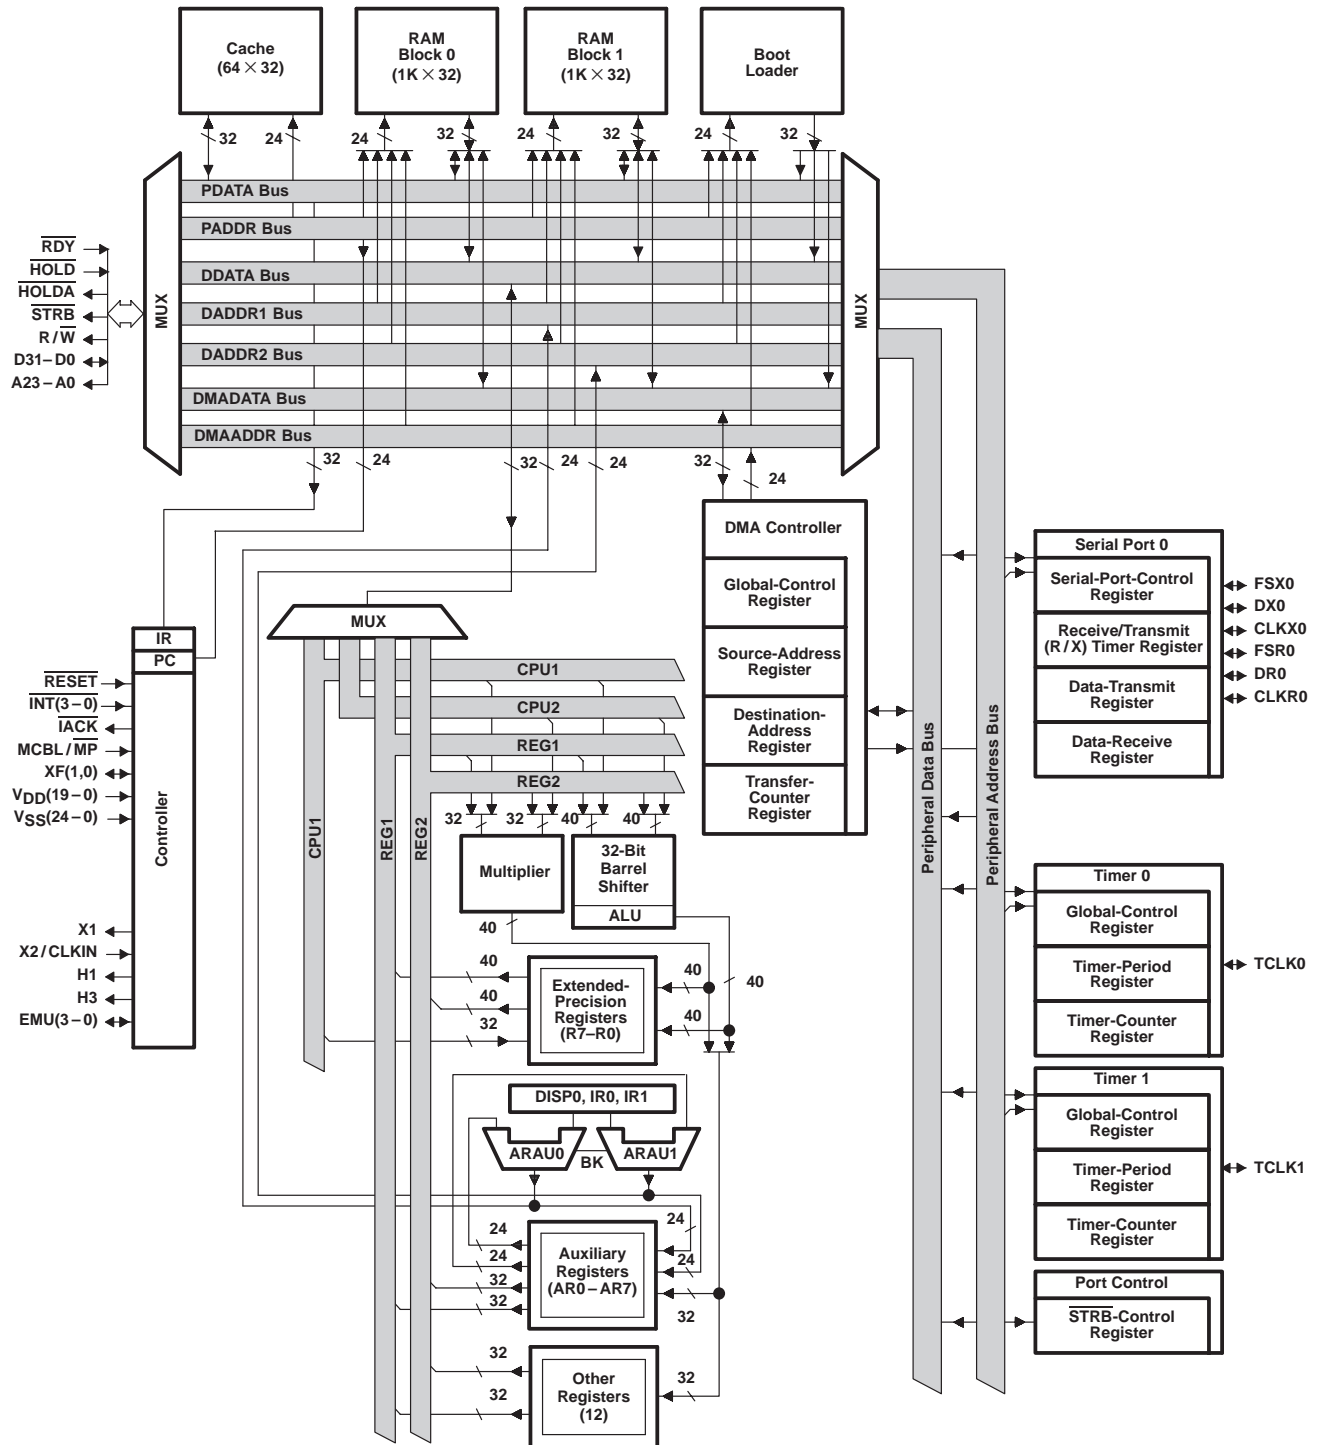 Cache
(64 × 32)
RAM
Block 0
(1K × 32)
RAM
Block 1
(1K × 32)
Boot
Loader
32
24
24
32
24
32
24
32
PDATA Bus
PADDR Bus
DDATA Bus
DADDR1 Bus
DADDR2 Bus
DMADATA Bus
DMAADDR Bus
MUX
MUX
RDY
HOLD
HOLDA
STRB
R/W
D31–D0
A23–A0
32
24
32
24
24
32
24
DMA Controller
Global-Control
Register
Source-Address
Register
Destination-
Address
Register
Transfer-
Counter
Register
Peripheral Data Bus
Peripheral Address Bus
Serial Port 0
Serial-Port-Control
Register
Receive/Transmit
(R/X) Timer Register
Data-Transmit
Register
Data-Receive
Register
FSX0
DX0
CLKX0
FSR0
DR0
CLKR0
IR
PC
Controller
RESET
INT(3–0)
IACK
MCBL/MP
XF(1,0)
VDD(19–0)
VSS(24–0)
X1
X2/CLKIN
H1
H3
EMU(3–0)
MUX
CPU1
CPU2
REG1
REG2
CPU1
REG1
REG2
32
32
40
40
Multiplier
32-Bit
Barrel
Shifter
ALU
40
40
40
40
32
40
40
40
Extended-
Precision
Registers
(R7–R0)
DISP0, IR0, IR1
ARAU0
BK
ARAU1
24
24
32
32
24
24
32
Auxiliary
Registers
(AR0–AR7)
32
32
32
Other
Registers
(12)
Timer 0
Global-Control
Register
Timer-Period
Register
Timer-Counter
Register
TCLK0
Timer 1
Global-Control
Register
Timer-Period
Register
Timer-Counter
Register
TCLK1
Port Control
STRB-Control
Register